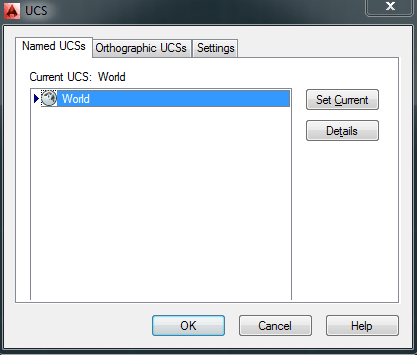 UCS
X
Named UCSs Orthographic UCSs Settings
Current UCS: World
World
Set Current
Details
OK Cancel Help